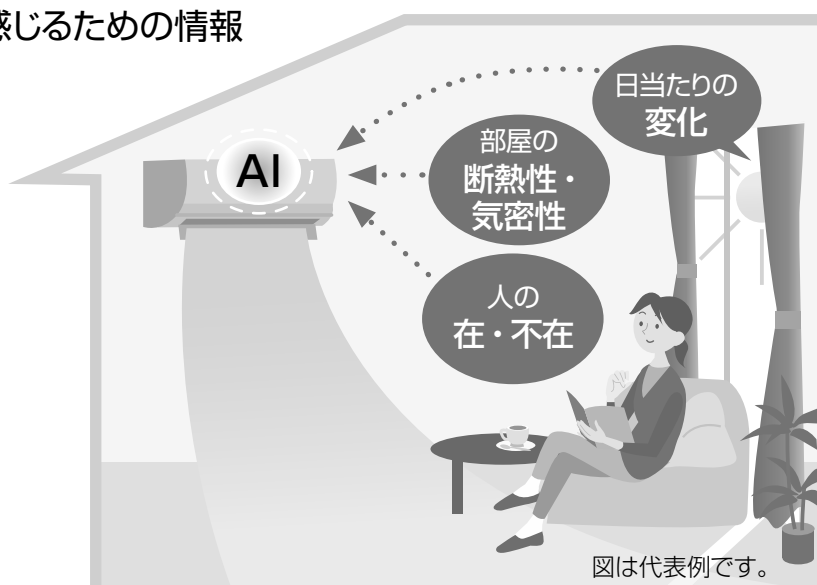 感じるための情報
AI
日当たりの
変化
部屋の
断熱性・
気密性
人の
在・不在
図は代表例です。